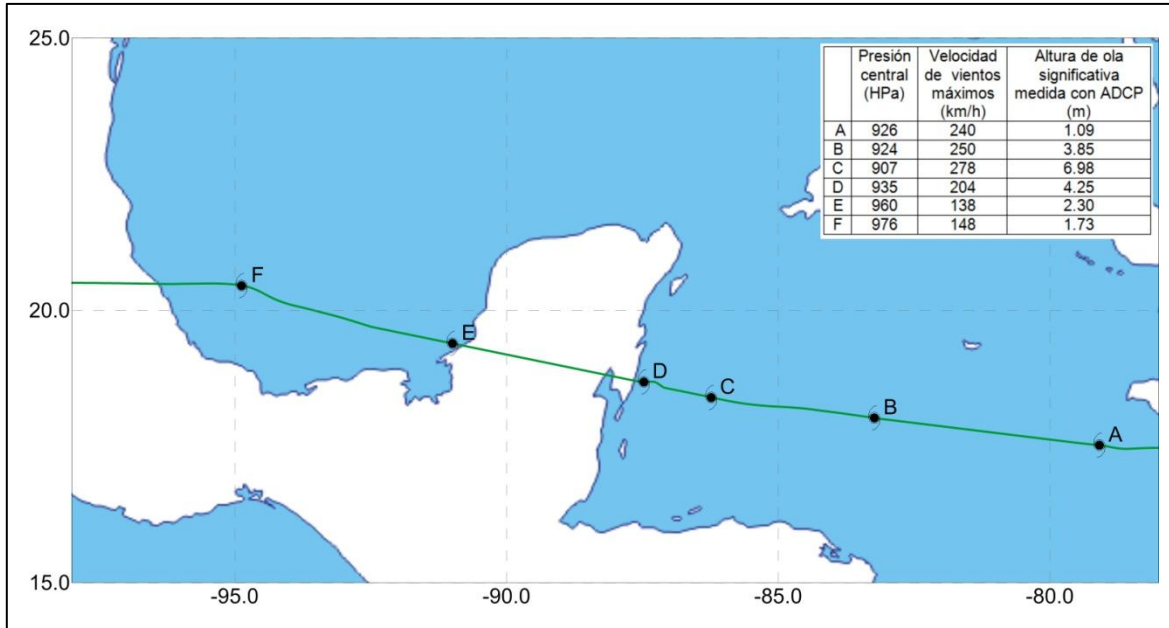 25.0
20.0
15.0
-95.0 -90.0 -85.0 -80.0
Presión central (HPa) Velocidad de vientos máximos (km/h) Altura de ola significativa medida con ADCP (m)
A 926 240 1.09
B 924 250 3.85
C 907 278 6.98
D 935 204 4.25
E 960 138 2.30
F 976 148 1.73
F
E
D
C
B
A